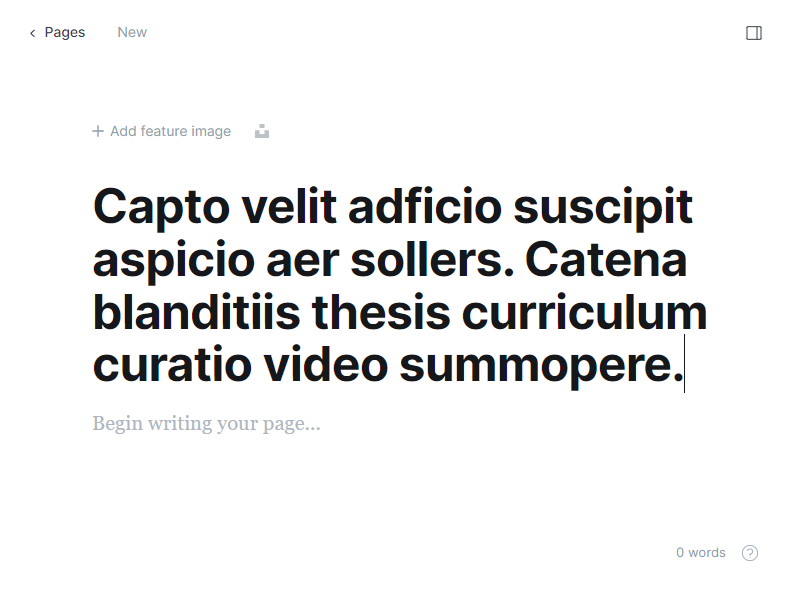 Pages New
Add feature image
Capto velit adficio suscipit
aspicio aer sollers. Catena
blanditiis thesis curriculum
curatio video summopere.
Begin writing your page...
0 words ?